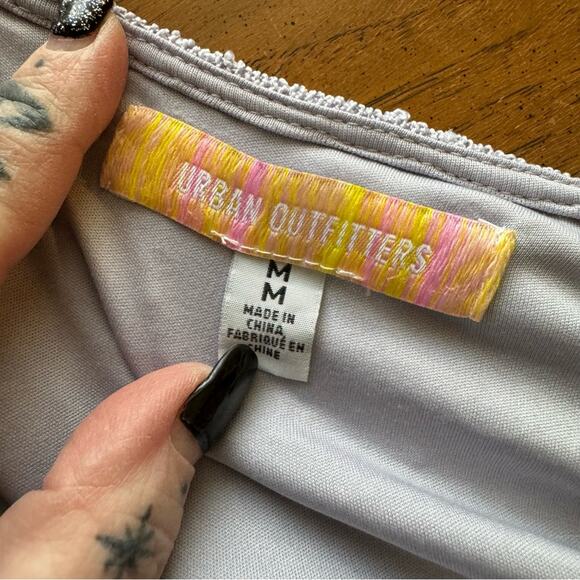 URBAN OUTFITTERS
M
M
MADE IN
CHINA
FABRIQUÉ EN
CHINE